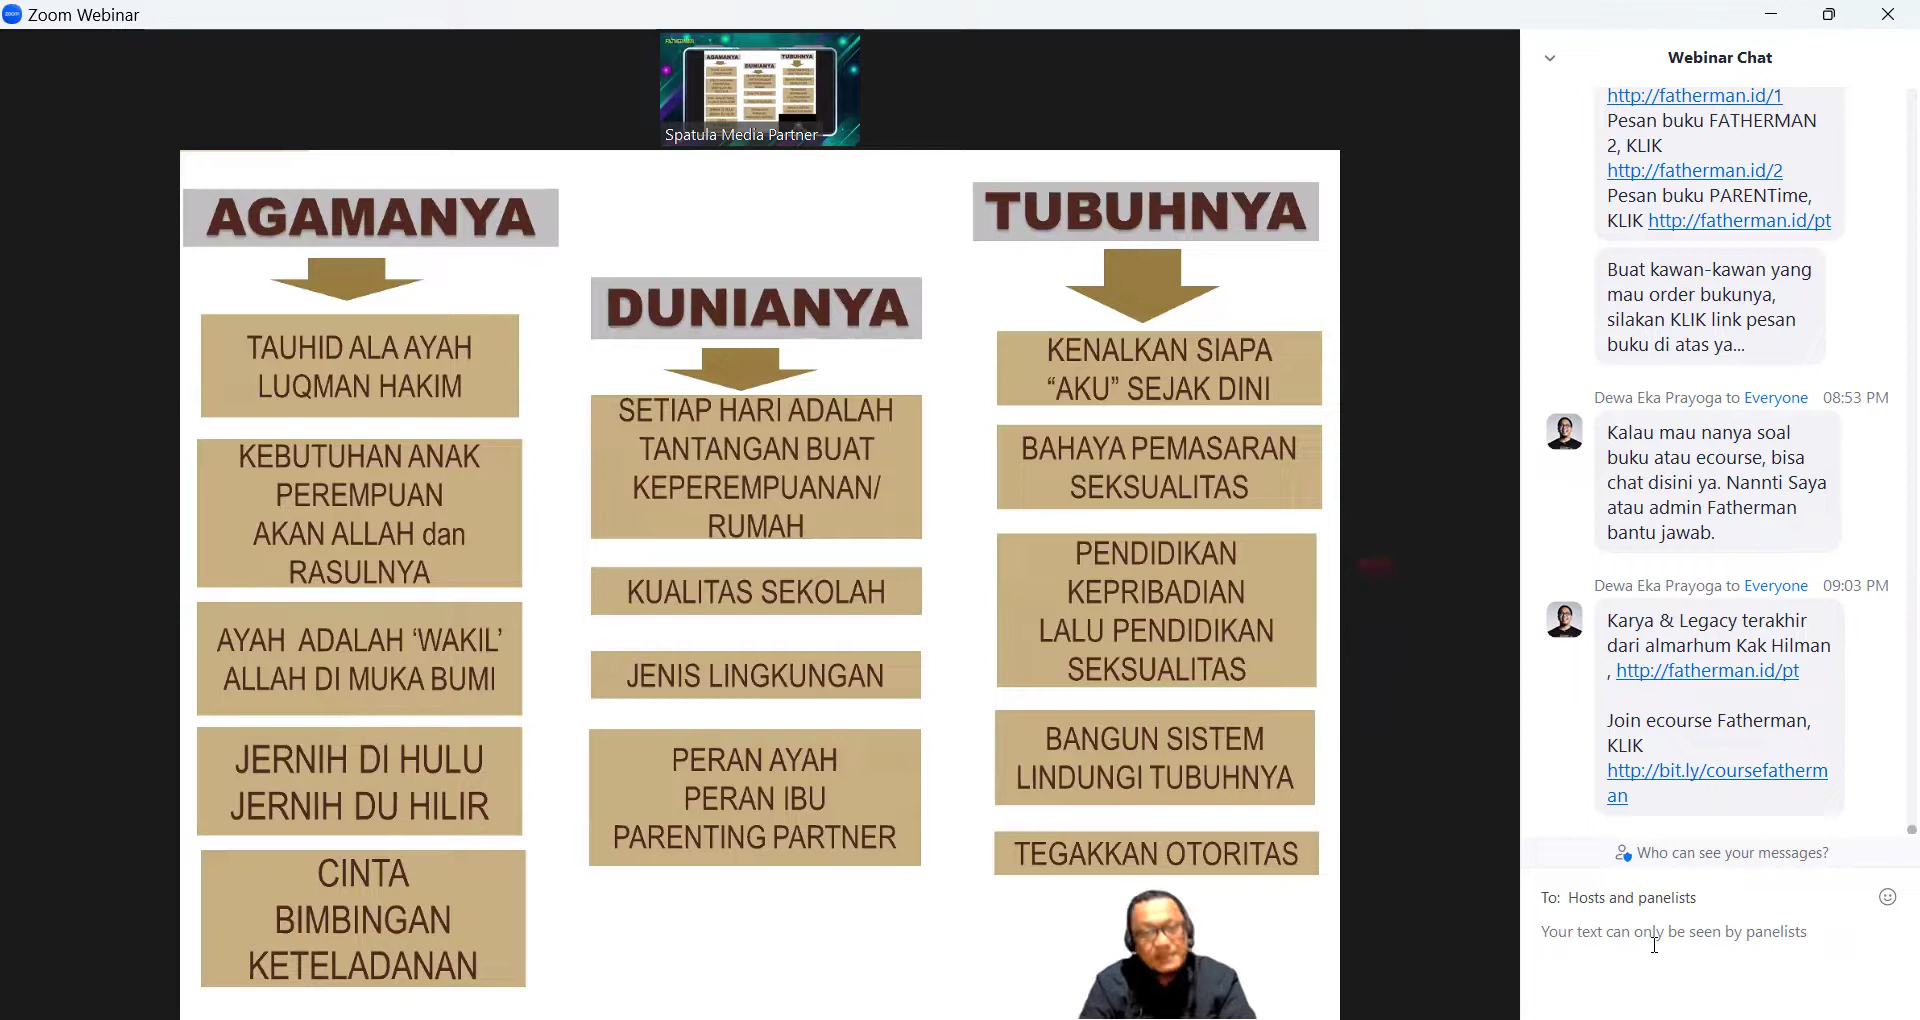 Zoom Webinar
FATHERMAN
AGAMANYA
DUNIANYA
TUBUHNYA
Spatula Media Partner
AGAMANYA
TAUHID ALA AYAH
LUQMAN HAKIM
KEBUTUHAN ANAK
PEREMPUAN
AKAN ALLAH dan
RASULNYA
AYAH ADALAH ‘WAKIL’
ALLAH DI MUKA BUMI
JERNIH DI HULU
JERNIH DU HILIR
CINTA
BIMBINGAN
KETELADANAN
DUNIANYA
SETIAP HARI ADALAH
TANTANGAN BUAT
KEPEREMPUANAN/
RUMAH
KUALITAS SEKOLAH
JENIS LINGKUNGAN
PERAN AYAH
PERAN IBU
PARENTING PARTNER
TUBUHNYA
KENALKAN SIAPA
“AKU” SEJAK DINI
BAHAYA PEMASARAN
SEKSUALITAS
PENDIDIKAN
KEPRIBADIAN
LALU PENDIDIKAN
SEKSUALITAS
BANGUN SISTEM
LINDUNGI TUBUHNYA
TEGAKKAN OTORITAS
Webinar Chat
http://fatherman.id/1
Pesan buku FATHERMAN
2, KLIK
http://fatherman.id/2
Pesan buku PARENTime,
KLIK http://fatherman.id/pt
Buat kawan-kawan yang
mau order bukunya,
silakan KLIK link pesan
buku di atas ya...
Dewa Eka Prayoga to Everyone 08:53 PM
Kalau mau nanya soal
buku atau ecourse, bisa
chat disini ya. Nannti Saya
atau admin Fatherman
bantu jawab.
Dewa Eka Prayoga to Everyone 09:03 PM
Karya & Legacy terakhir
dari almarhum Kak Hilman
, http://fatherman.id/pt
Join ecourse Fatherman,
KLIK
http://bit.ly/coursefatherm
an
Who can see your messages?
To: Hosts and panelists
Your text can only be seen by panelists